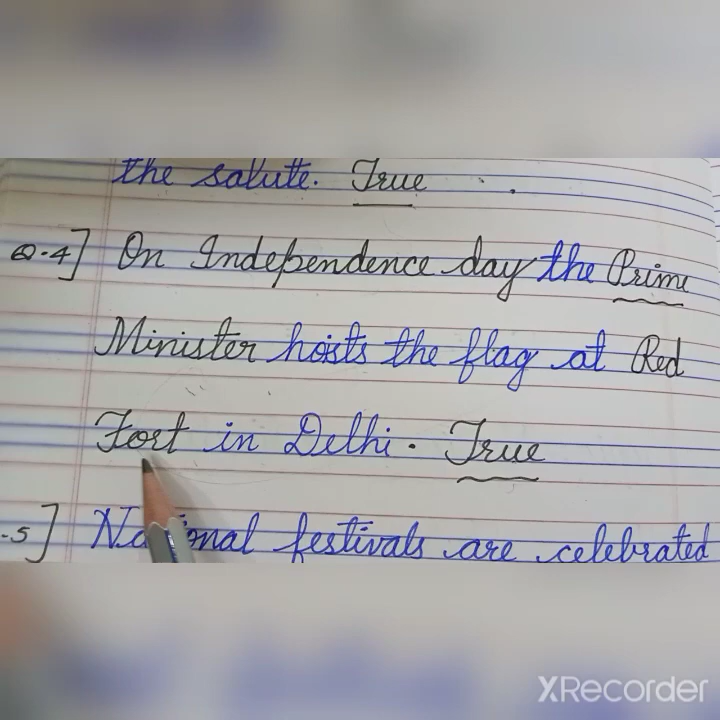 the salute. True
Q.4] On Independence day the Prime
Minister hoists the flag at Red
Fort in Delhi. True
.5] National festivals are celebrated
XRecorder